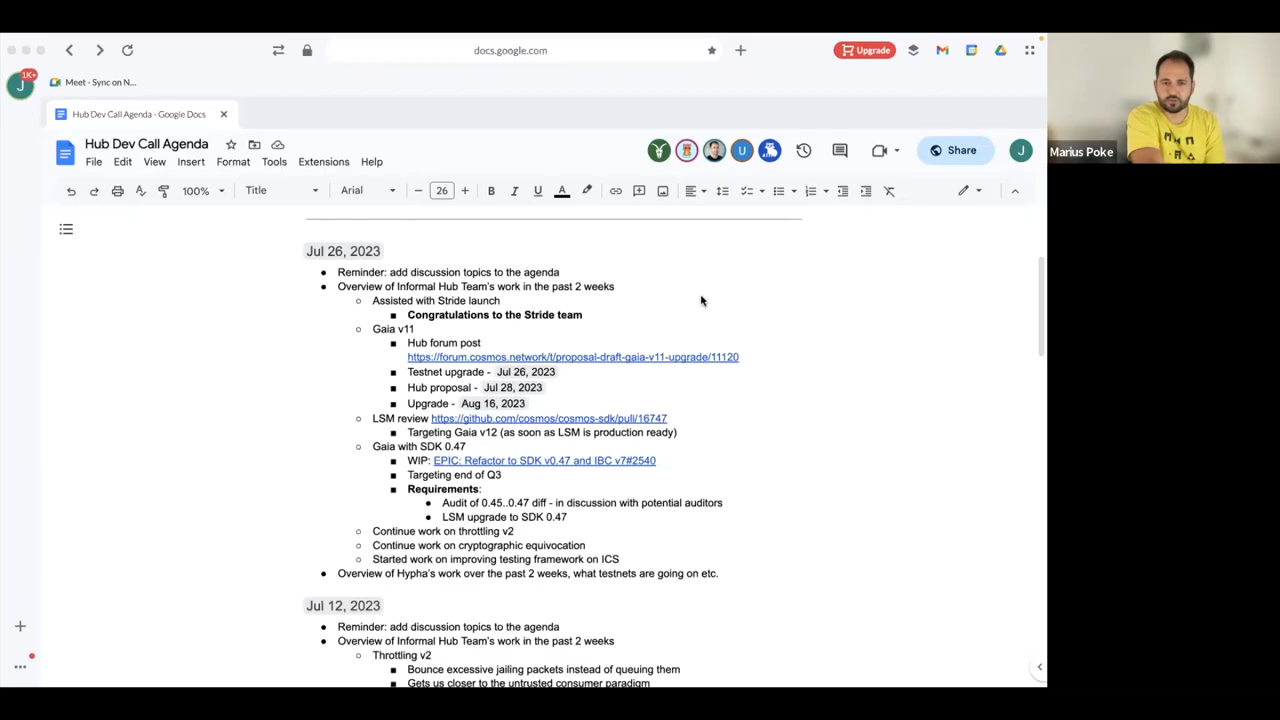 docs.google.com
Upgrade
1K+
J
Meet - Sync on N...
Hub Dev Call Agenda - Google Docs
Hub Dev Call Agenda
File Edit View Insert Format Tools Extensions Help
U
Share
J
100% Title Arial 26 B I U A
Jul 26, 2023
Reminder: add discussion topics to the agenda
Overview of Informal Hub Team's work in the past 2 weeks
Assisted with Stride launch
Congratulations to the Stride team
Gaia v11
Hub forum post
https://forum.cosmos.network/t/proposal-draft-gaia-v11-upgrade/11120
Testnet upgrade - Jul 26, 2023
Hub proposal - Jul 28, 2023
Upgrade - Aug 16, 2023
LSM review https://github.com/cosmos/cosmos-sdk/pull/16747
Targeting Gaia v12 (as soon as LSM is production ready)
Gaia with SDK 0.47
WIP: EPIC: Refactor to SDK v0.47 and IBC v7#2540
Targeting end of Q3
Requirements:
Audit of 0.45..0.47 diff - in discussion with potential auditors
LSM upgrade to SDK 0.47
Continue work on throttling v2
Continue work on cryptographic equivocation
Started work on improving testing framework on ICS
Overview of Hypha's work over the past 2 weeks, what testnets are going on etc.
Jul 12, 2023
Reminder: add discussion topics to the agenda
Overview of Informal Hub Team's work in the past 2 weeks
Throttling v2
Bounce excessive jailing packets instead of queuing them
Gets us closer to the untrusted consumer paradigm
Marius Poke